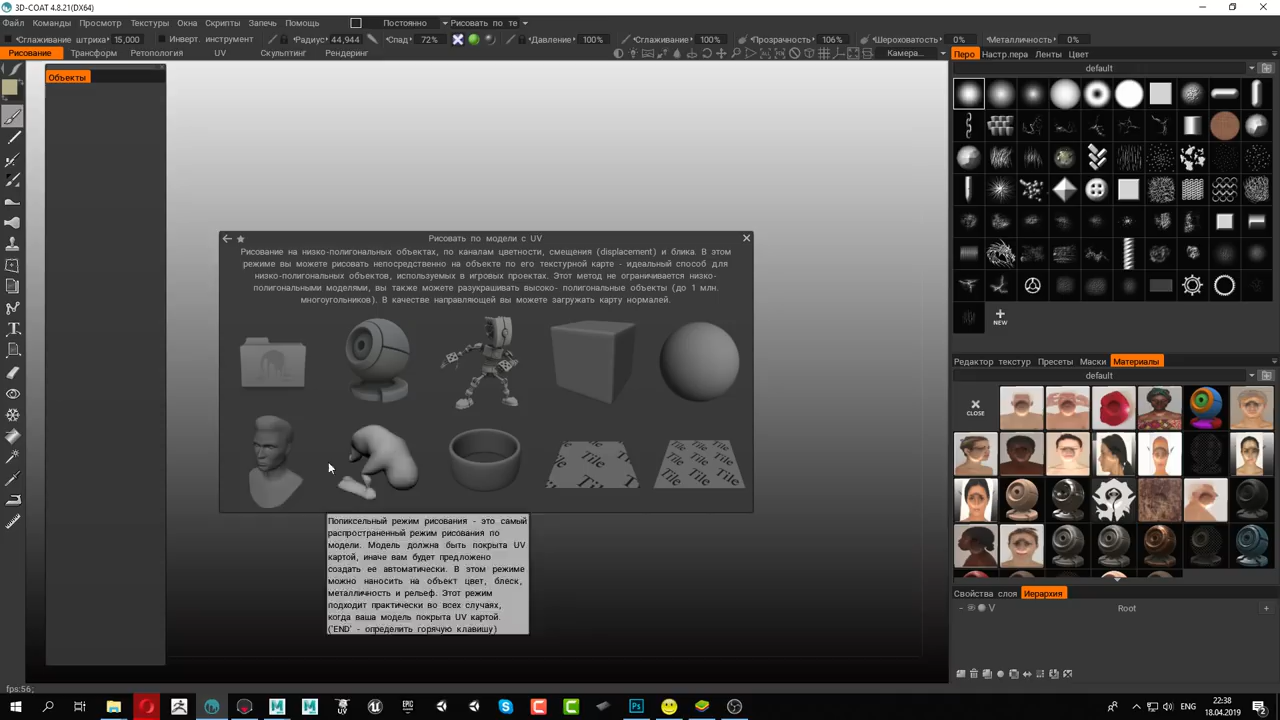 3D-COAT 4.8.21(DX64)
Файл Команды Просмотр Текстуры Окна Скрипты Запечь Помощь Постоянно Рисовать по те
Сглаживание штриха 15,000 Инверт. инструмент Радиус 44,944 Спад 72% Давление 100% Сглаживание 100% Прозрачность 106% Шероховатость 0% Металличность 0%
Рисование Трансформ Ретопология UV Скульптинг Рендеринг Камера... Перо Настр.пера Ленты Цвет
default
Объекты
Рисовать по модели с UV
Рисование на низко-полигональных объектах, по каналам цветности, смещения (displacement) и блика. В этом
режиме вы можете рисовать непосредственно на объекте по его текстурной карте - идеальный способ для
низко-полигональных объектов, используемых в игровых проектах. Этот метод не ограничивается низко-
полигональными моделями, вы также можете разукрашивать высоко- полигональные объекты (до 1 млн.
многоугольников). В качестве направляющей вы можете загружать карту нормалей.
NEW
Редактор текстур Пресеты Маски Материалы
default
CLOSE
Tile Tile
Попиксельный режим рисования - это самый
распространенный режим рисования по
модели. Модель должна быть покрыта UV
картой, иначе вам будет предложено
создать ее автоматически. В этом режиме
можно наносить на объект цвет, блеск,
металличность и рельеф. Этот режим
подходит практически во всех случаях,
когда ваша модель покрыта UV картой.
('END' - определить горячую клавишу)
Свойства слоя Иерархия
V Root
fps:56;
UV EPIC ENG 22:38
18.04.2019